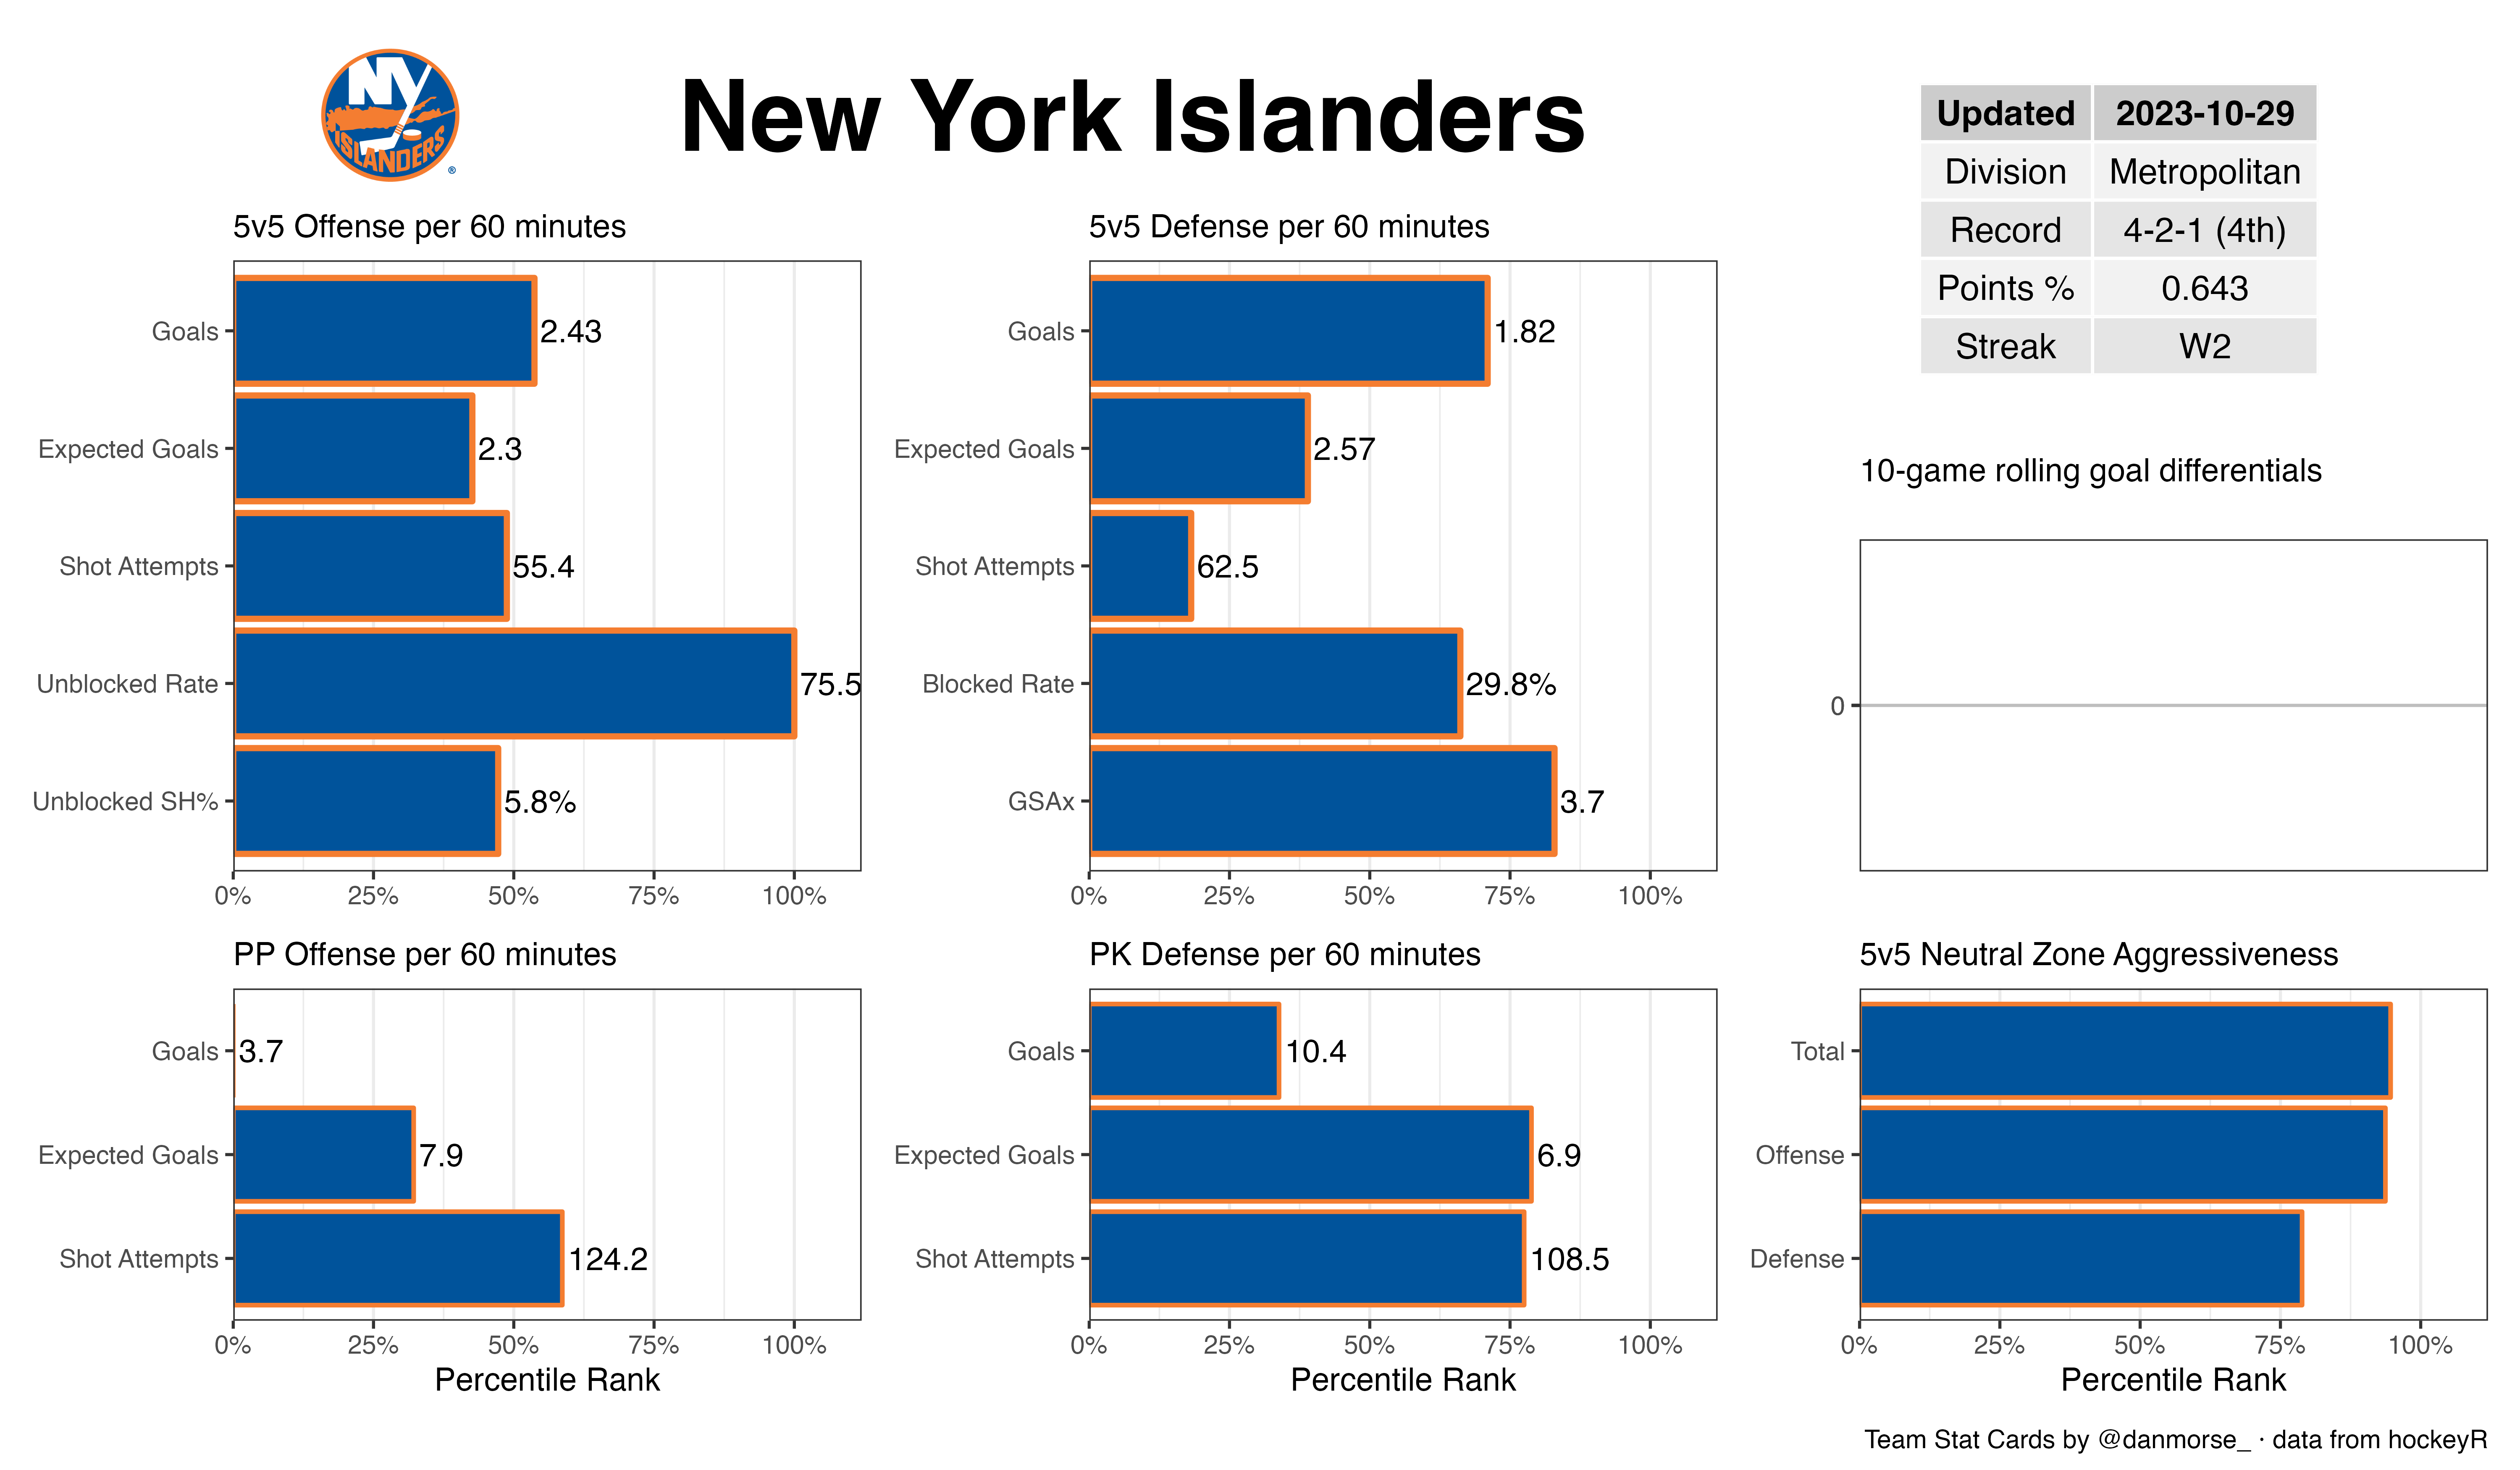 NY
ISLANDERS
®
New York Islanders
Updated 2023-10-29
Division Metropolitan
Record 4-2-1 (4th)
Points % 0.643
Streak W2
5v5 Offense per 60 minutes
Goals 2.43
Expected Goals 2.3
Shot Attempts 55.4
Unblocked Rate 75.5
Unblocked SH% 5.8%
0% 25% 50% 75% 100%
5v5 Defense per 60 minutes
Goals 1.82
Expected Goals 2.57
Shot Attempts 62.5
Blocked Rate 29.8%
GSAx 3.7
0% 25% 50% 75% 100%
10-game rolling goal differentials
0
PP Offense per 60 minutes
Goals 3.7
Expected Goals 7.9
Shot Attempts 124.2
0% 25% 50% 75% 100%
Percentile Rank
PK Defense per 60 minutes
Goals 10.4
Expected Goals 6.9
Shot Attempts 108.5
0% 25% 50% 75% 100%
Percentile Rank
5v5 Neutral Zone Aggressiveness
Total
Offense
Defense
0% 25% 50% 75% 100%
Percentile Rank
Team Stat Cards by @danmorse_ · data from hockeyR